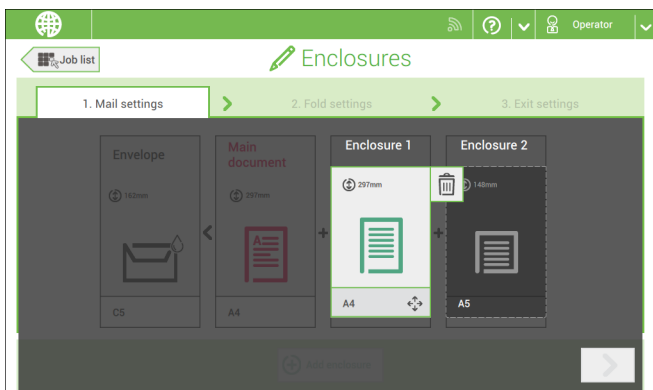 Operator
Job list
Enclosures
1. Mail settings
2. Fold settings
3. Exit settings
Envelope
Main
document
Enclosure 1
Enclosure 2
162mm
297mm
297mm
148mm
C5
A4
A4
A5
Add enclosure